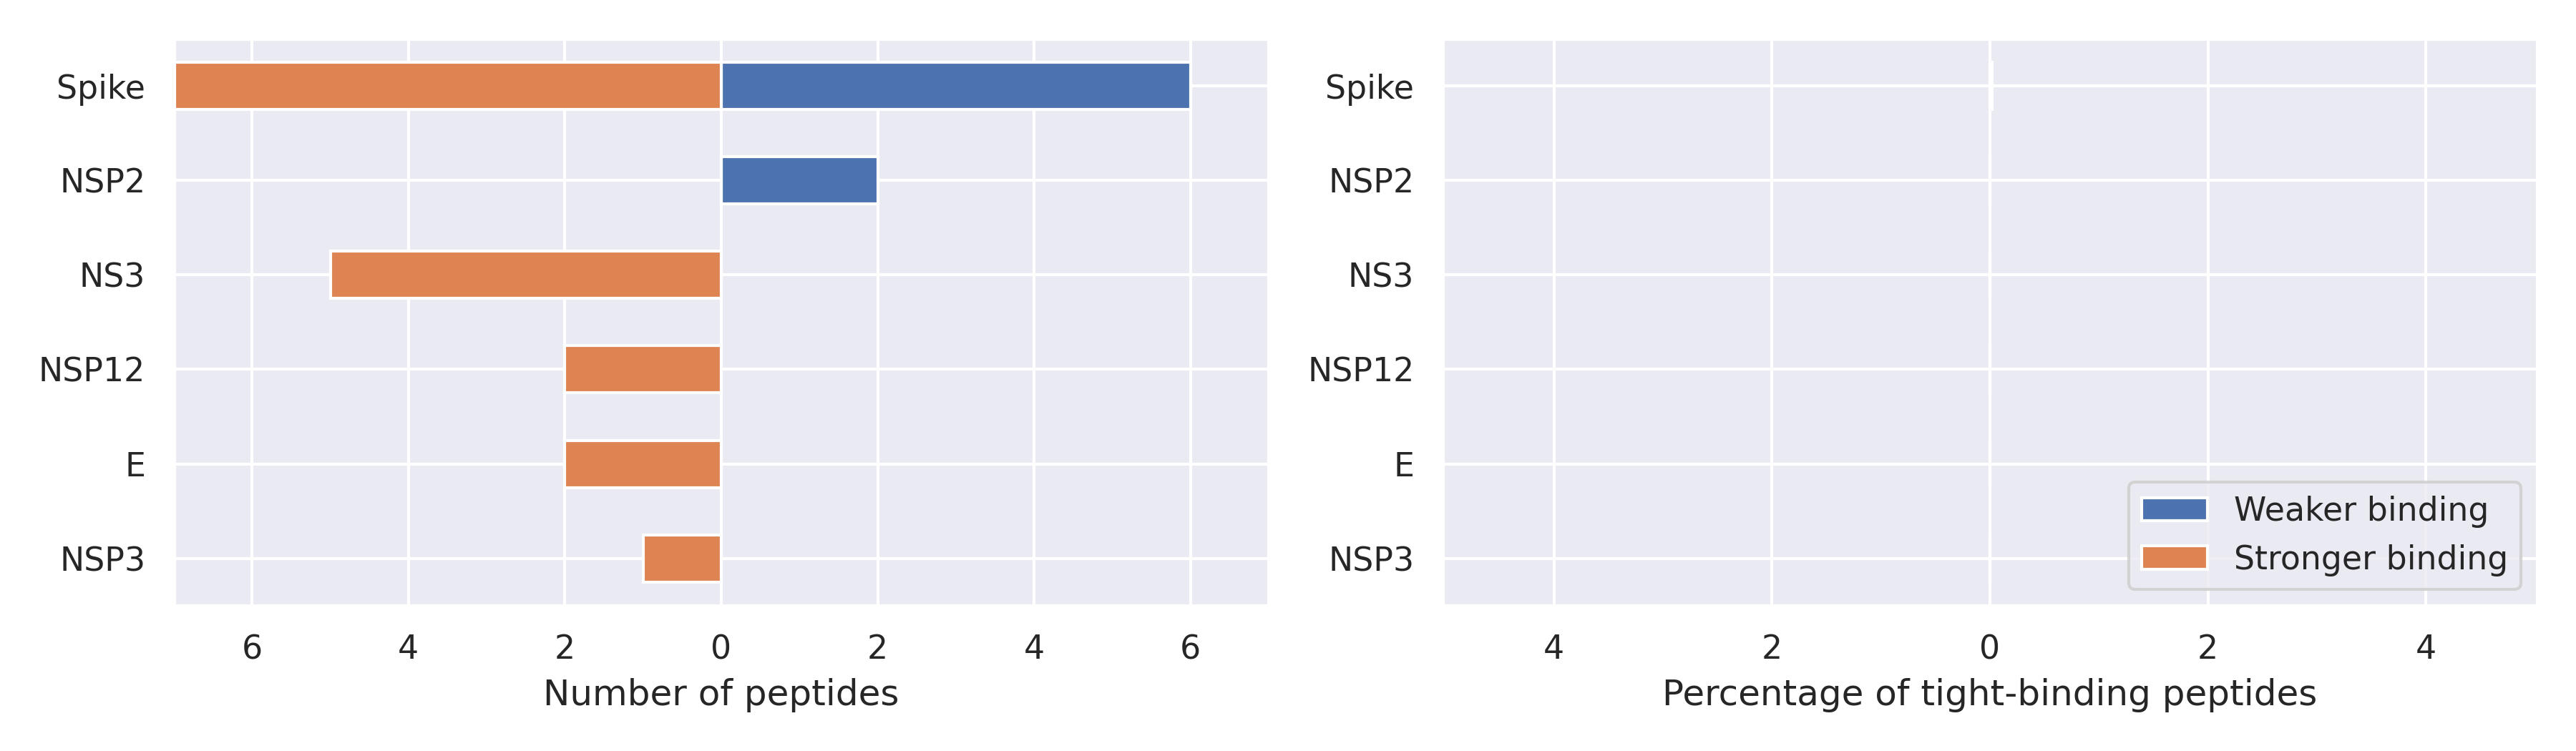 Spike
NSP2
NS3
NSP12
E
NSP3
6 4 2 0 2 4 6
Number of peptides
Spike
NSP2
NS3
NSP12
E
NSP3
4 2 0 2 4
Percentage of tight-binding peptides
Weaker binding
Stronger binding